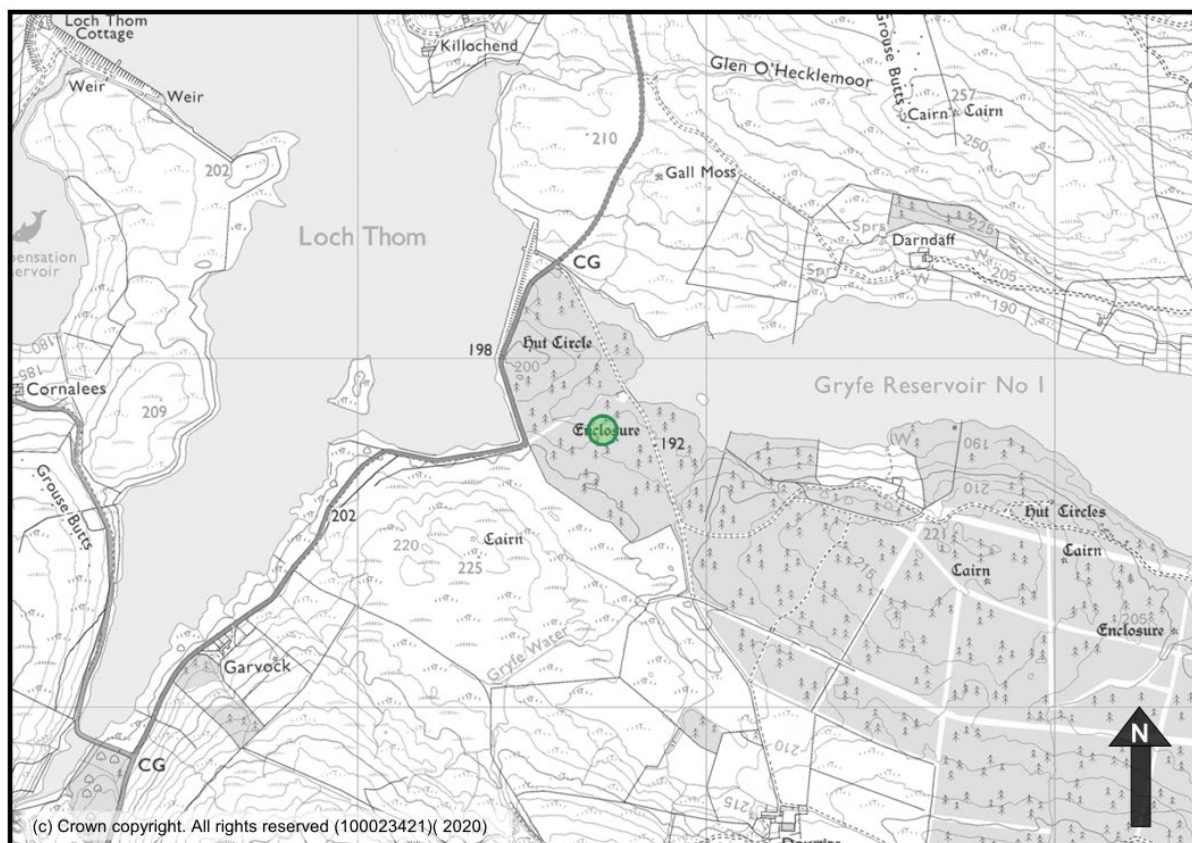 Loch Thom
Cottage
Weir
Weir
Killochend
Glen O'Hecklemoor
Grouse Butts
257
Cairn
Cairn
250
210
202
Gall Moss
Loch Thom
Sprs
225
Darndaff
W
205
Spr
W
190
CG
180
185
198
Hut Circle
200
Cornalees
209
Gryfe Reservoir No 1
Enclosure
192
W
190
210
Grouse Butts
202
220
Cairn
225
215
221
Hut Circles
Cairn
Cairn
205
Enclosure
Gryfe Water
Garvock
CG
210
215
N
(c) Crown copyright. All rights reserved (100023421)( 2020)